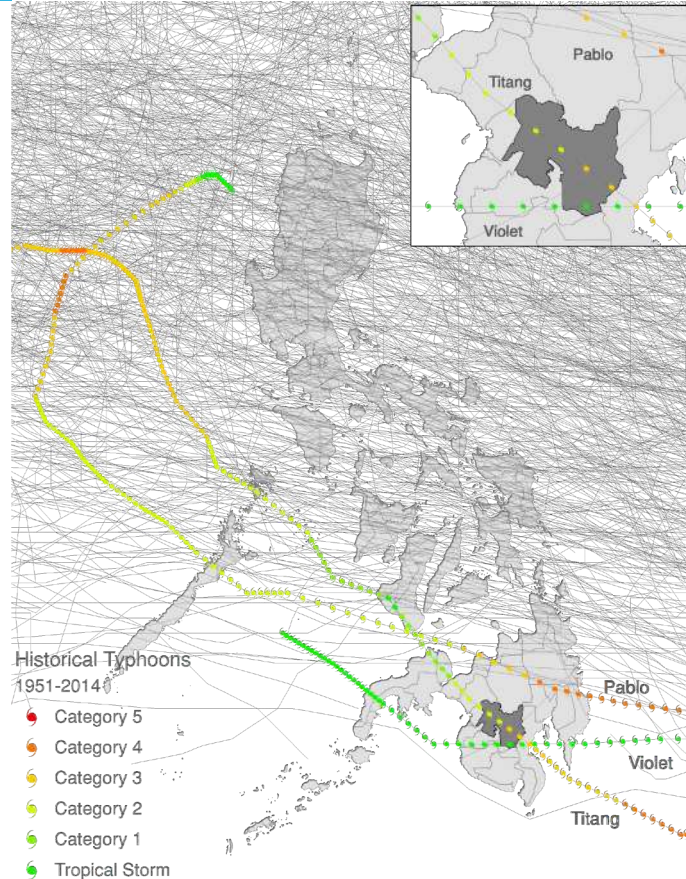 Pablo
Titang
Violet
Historical Typhoons
1951-2014
Category 5
Category 4
Category 3
Category 2
Category 1
Tropical Storm
Pablo
Violet
Titang